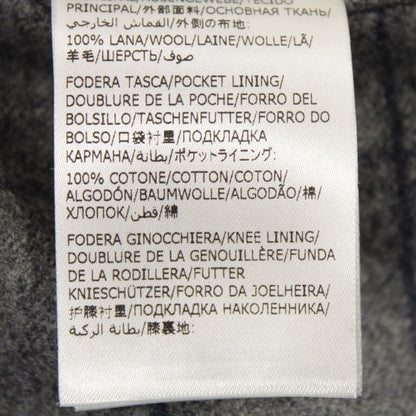 PRINCIPAL/外部面料/ОСНОВНАЯ ТКАНЬ/
القماش الخارجي/外側の布地:
100% LANA/WOOL/LAINE/WOLLE/LÃ/
羊毛/ШЕРСТЬ/صوف
FODERA TASCA/POCKET LINING/
DOUBLURE DE LA POCHE/FORRO DEL
BOLSILLO/TASCHENFUTTER/FORRO DO
BOLSO/口袋衬里/ПОДКЛАДКА
КАРМАНА/بطانة/ポケットライニング:
100% COTONE/COTTON/COTON/
ALGODÓN/BAUMWOLLE/ALGODÃO/棉/
ХЛОПОК/قطن/綿
FODERA GINOCCHIERA/KNEE LINING/
DOUBLURE DE LA GENOUILLÈRE/FUNDA
DE LA RODILLERA/FUTTER
KNIESCHÜTZER/FORRO DA JOELHEIRA/
护膝衬里/ПОДКЛАДКА НАКОЛЕННИКА/
بطانة الركبة/膝裏地: